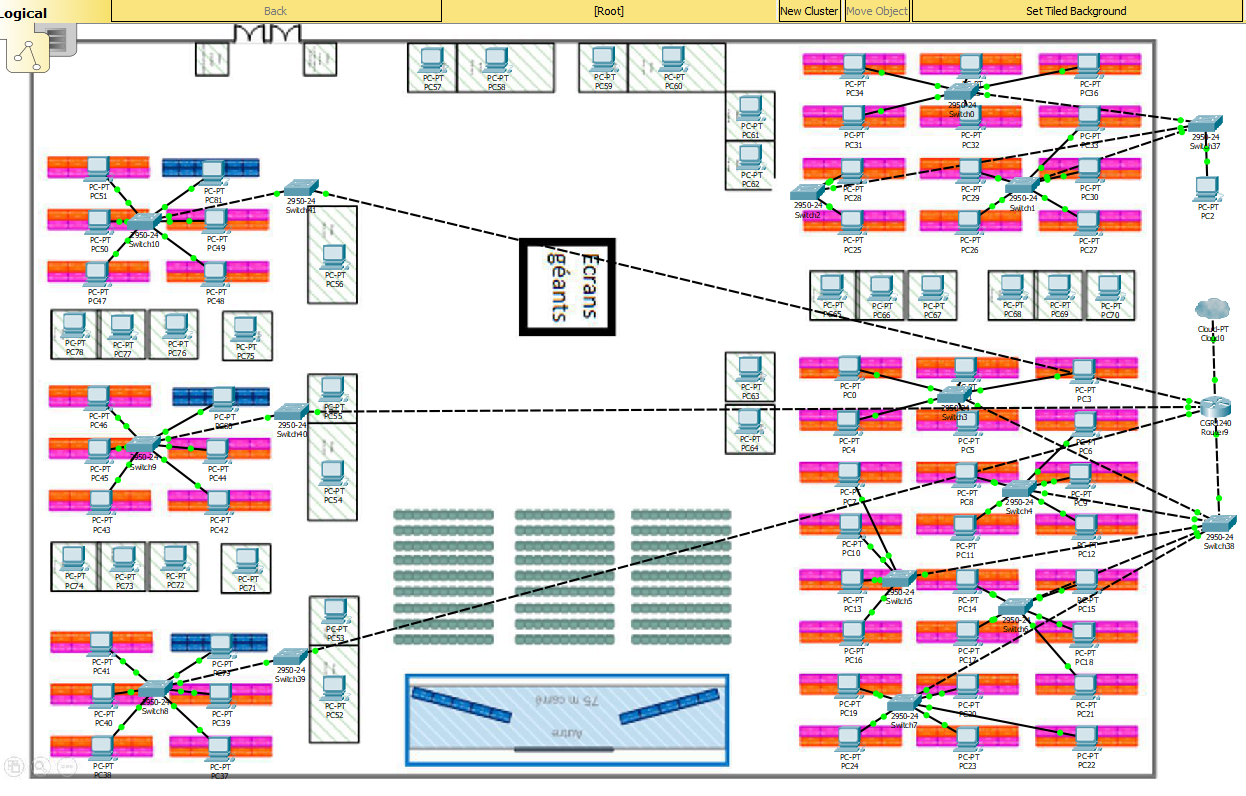 Logical
Back
[Root]
New Cluster
Move Object
Set Tiled Background
PC-PT
PC57
PC-PT
PC58
PC-PT
PC59
PC-PT
PC60
PC-PT
PC34
PC-PT
PC-PT
PC36
2950-24
Switch0
PC-PT
PC61
PC-PT
PC31
PC-PT
PC32
PC-PT
PC33
2950-24
Switch37
PC-PT
PC62
PC-PT
PC51
PC-PT
PC81
2950-24
Switch41
2950-24
Switch2
PC-PT
PC28
PC-PT
PC29
2950-24
Switch1
PC-PT
PC30
PC-PT
PC2
PC-PT
PC50
2950-24
Switch10
PC-PT
PC49
PC-PT
PC25
PC-PT
PC26
PC-PT
PC27
PC-PT
PC56
PC-PT
PC47
PC-PT
PC48
Écrans
géants
PC-PT
PC65
PC-PT
PC66
PC-PT
PC67
PC-PT
PC68
PC-PT
PC69
PC-PT
PC70
PC-PT
PC78
PC-PT
PC77
PC-PT
PC76
PC-PT
PC75
Cloud-PT
Cloud0
PC-PT
PC63
PC-PT
PC0
PC-PT
2950-24
Switch3
PC-PT
PC3
PC-PT
PC46
PC-PT
PC80
2950-24
Switch40
PC-PT
PC55
PC-PT
PC64
PC-PT
PC4
PC-PT
PC5
PC-PT
PC6
CGR1240
Router9
PC-PT
PC45
2950-24
Switch9
PC-PT
PC44
PC-PT
PC54
PC-PT
PC7
PC-PT
PC8
2950-24
Switch4
PC-PT
PC9
PC-PT
PC43
PC-PT
PC42
PC-PT
PC10
PC-PT
PC11
PC-PT
PC12
2950-24
Switch38
PC-PT
PC74
PC-PT
PC73
PC-PT
PC72
PC-PT
PC71
PC-PT
PC13
2950-24
Switch5
PC-PT
PC14
2950-24
Switch6
PC-PT
PC15
PC-PT
PC53
PC-PT
PC16
PC-PT
PC17
PC-PT
PC18
PC-PT
PC41
PC-PT
PC79
2950-24
Switch39
PC-PT
PC52
PC-PT
PC40
2950-24
Switch8
PC-PT
PC39
75 m carré
Autre
PC-PT
PC19
2950-24
Switch7
PC-PT
PC20
PC-PT
PC21
PC-PT
PC38
PC-PT
PC37
PC-PT
PC24
PC-PT
PC23
PC-PT
PC22